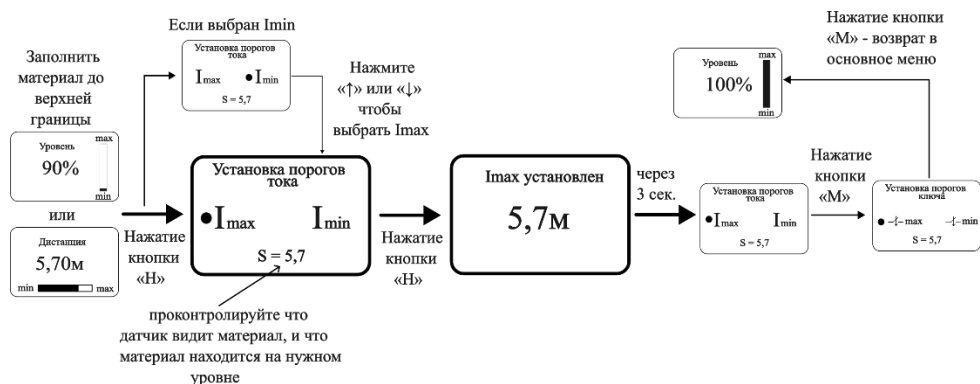 Заполнить
материал до
верхней
границы
Уровень
90%
max
min
или
Дистанция
5,70м
min
max
Нажатие
кнопки
«Н»
Если выбран Imin
Установка порогов
тока
Imax
Imin
S = 5,7
Нажмите
«↑» или «↓»
чтобы
выбрать Imax
Установка порогов
тока
Imax
Imin
S = 5,7
проконтролируйте что
датчик видит материал, и что
материал находится на нужном
уровне
Нажатие
кнопки
«Н»
Imax установлен
5,7м
через
3 сек.
Установка порогов
тока
Imax
Imin
S = 5,7
Нажатие
кнопки
«М»
Установка порогов
ключа
max
min
S = 5,7
Нажатие кнопки
«М» - возврат в
основное меню
Уровень
100%
max
min